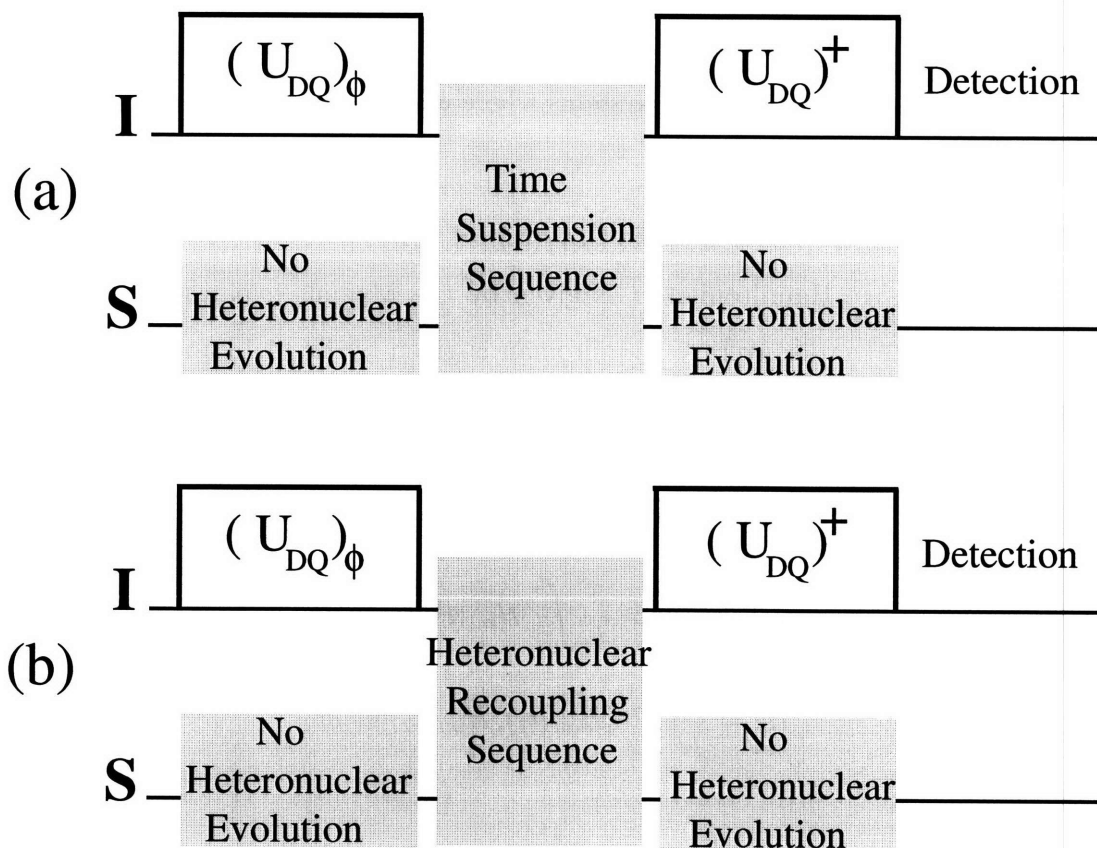 (a)
I
( U_DQ )_ϕ
( U_DQ )^+
Detection
Time
Suspension
Sequence
S
No
Heteronuclear
Evolution
No
Heteronuclear
Evolution
(b)
I
( U_DQ )_ϕ
( U_DQ )^+
Detection
Heteronuclear
Recoupling
Sequence
S
No
Heteronuclear
Evolution
No
Heteronuclear
Evolution